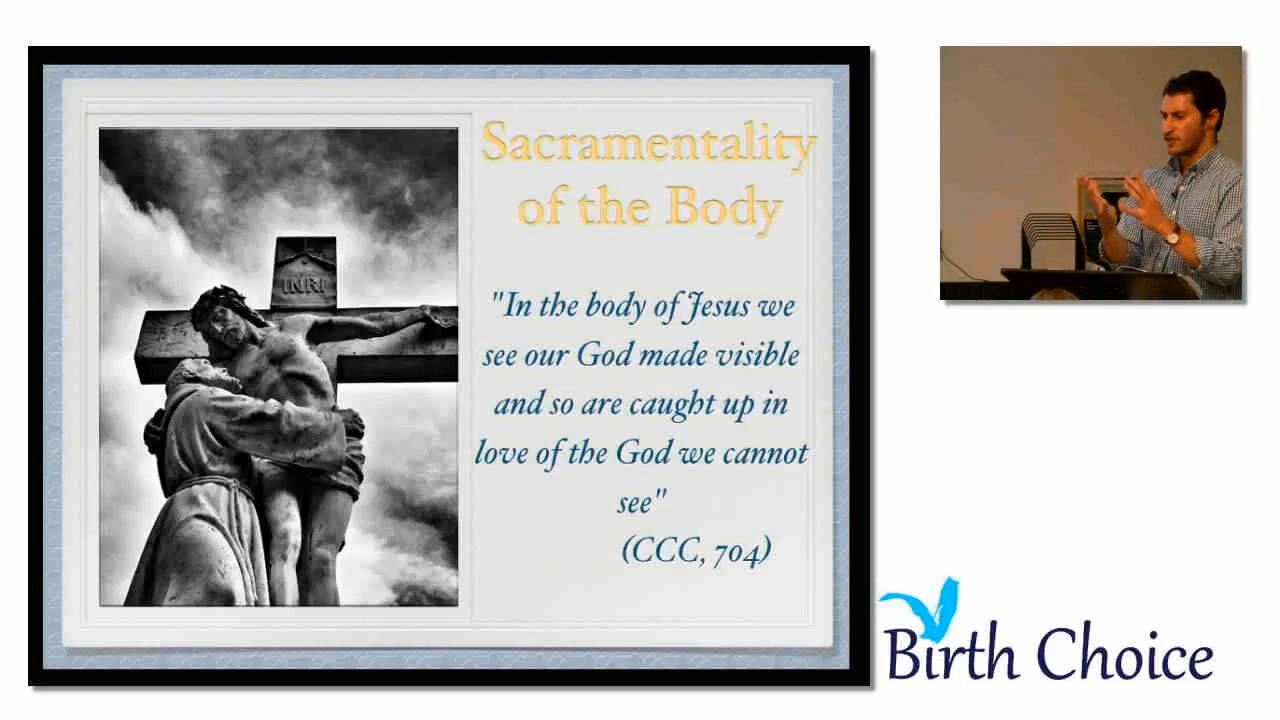 Sacramentality
of the Body
INRI
"In the body of Jesus we
see our God made visible
and so are caught up in
love of the God we cannot
see"
(CCC, 704)
Birth Choice